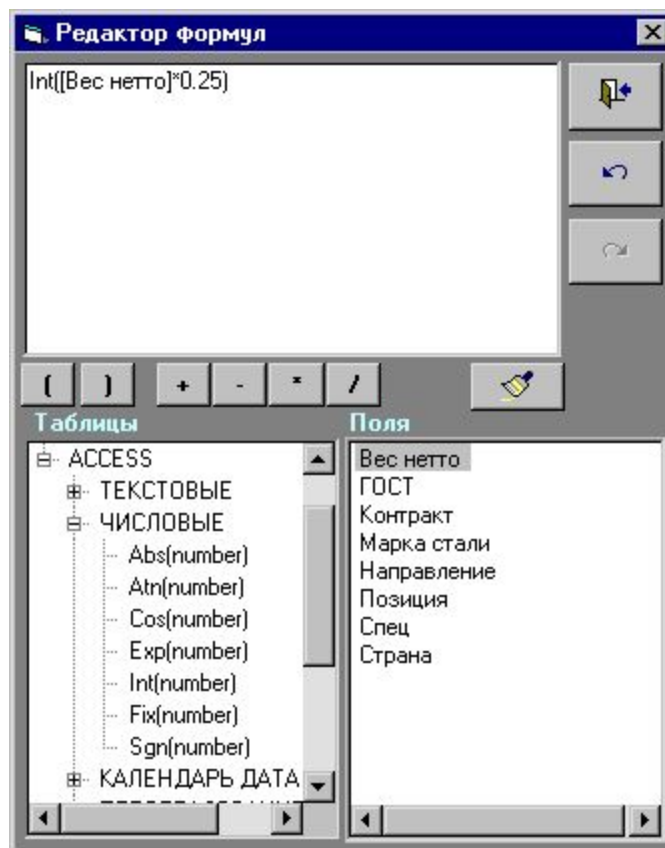 Редактор формул
Int([Вес нетто]*0.25)
( ) + - * /
Таблицы
Поля
ACCESS
ТЕКСТОВЫЕ
ЧИСЛОВЫЕ
Abs(number)
Atn(number)
Cos(number)
Exp(number)
Int(number)
Fix(number)
Sgn(number)
КАЛЕНДАРЬ ДАТА
Вес нетто
ГОСТ
Контракт
Марка стали
Направление
Позиция
Спец
Страна